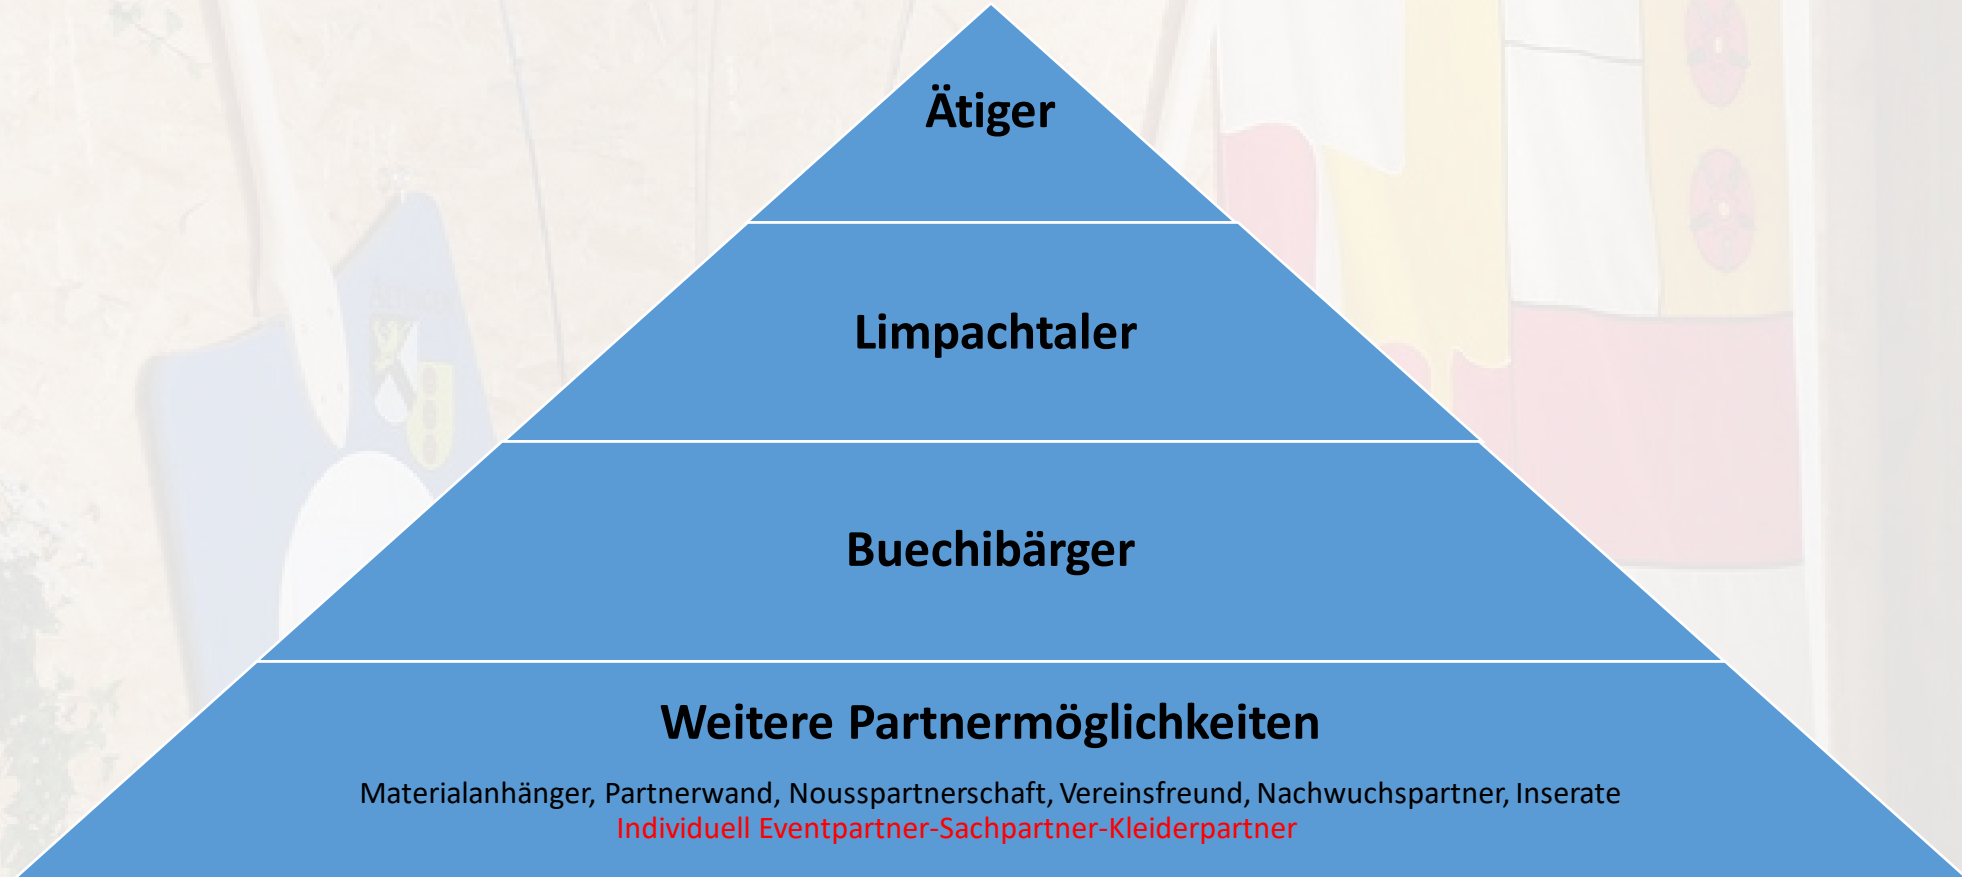 Ätiger
Limpachtaler
Buechibärger
Weitere Partnermöglichkeiten
Materialanhänger, Partnerwand, Nousspartnerschaft, Vereinsfreund, Nachwuchspartner, Inserate
Individuell Eventpartner-Sachpartner-Kleiderpartner